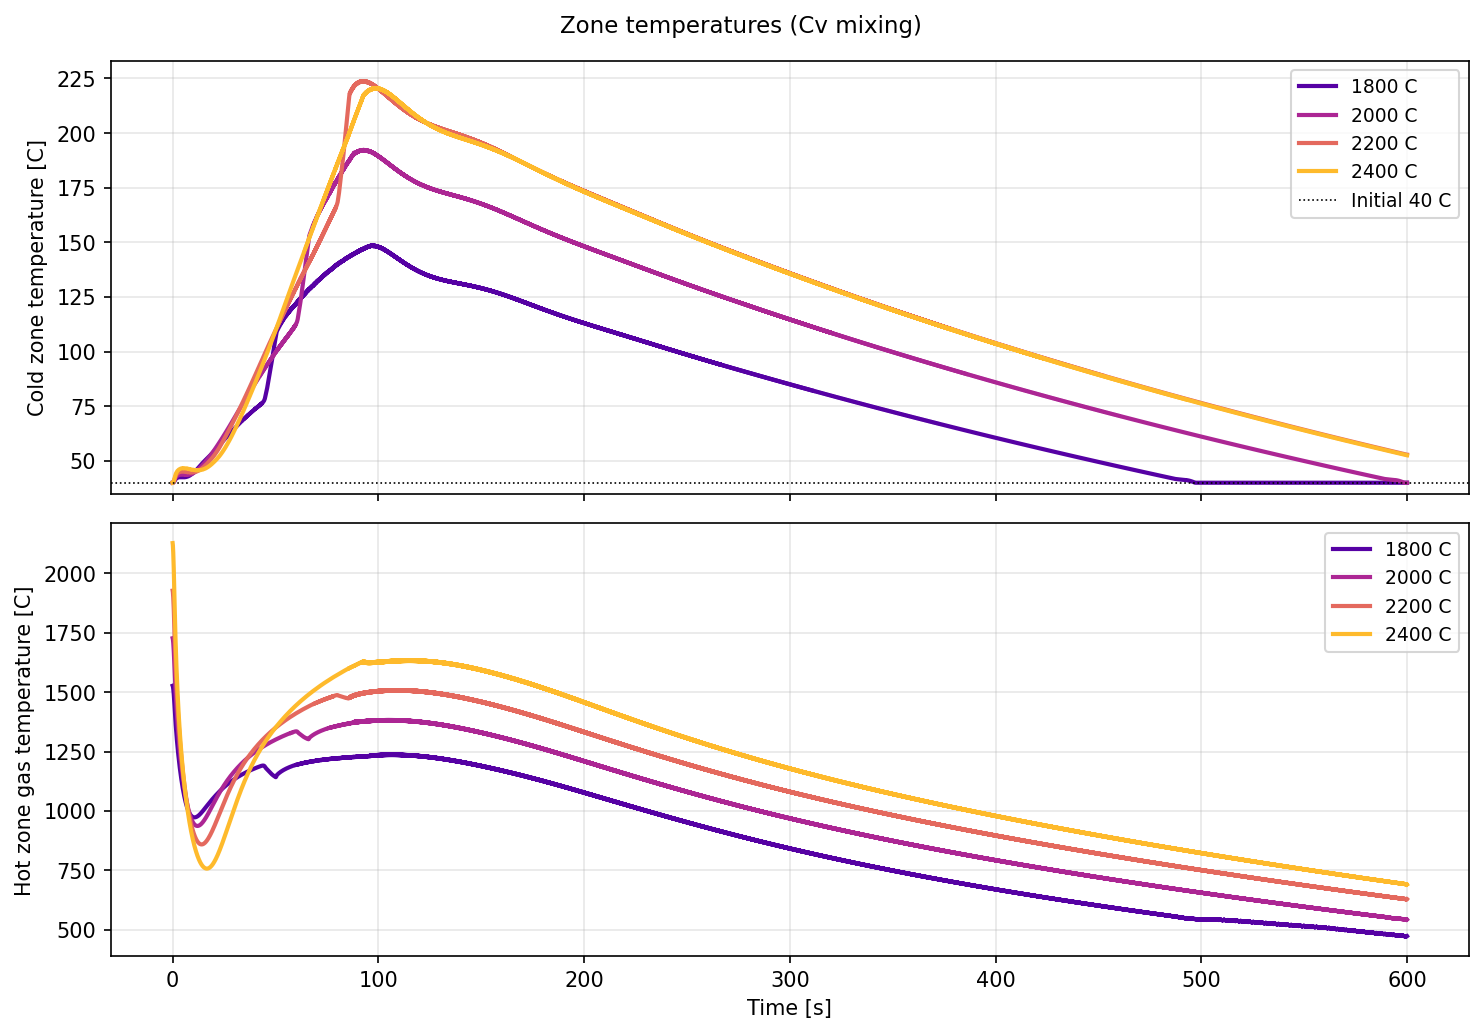 Zone temperatures (Cv mixing)
Cold zone temperature [C]
225
200
175
150
125
100
75
50
1800 C
2000 C
2200 C
2400 C
Initial 40 C
Hot zone gas temperature [C]
2000
1750
1500
1250
1000
750
500
1800 C
2000 C
2200 C
2400 C
0
100
200
300
400
500
600
Time [s]